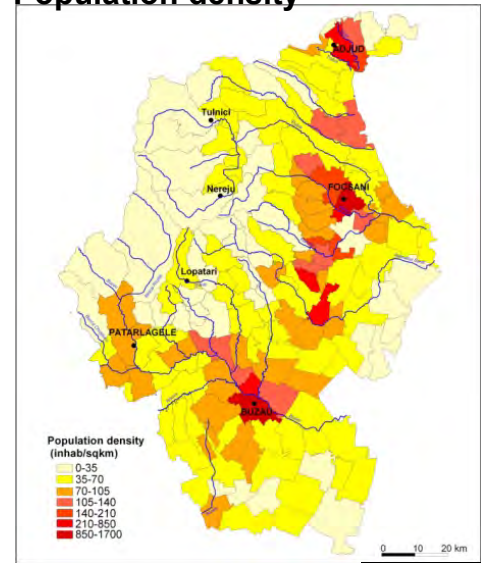 Population density
ADJUD
Tulnici
FOCSANI
Nereju
Lopatari
PATARLAGELE
BUZAU
Population density
(inhab/sqkm)
0-35
35-70
70-105
105-140
140-210
210-850
850-1700
0 10 20 km